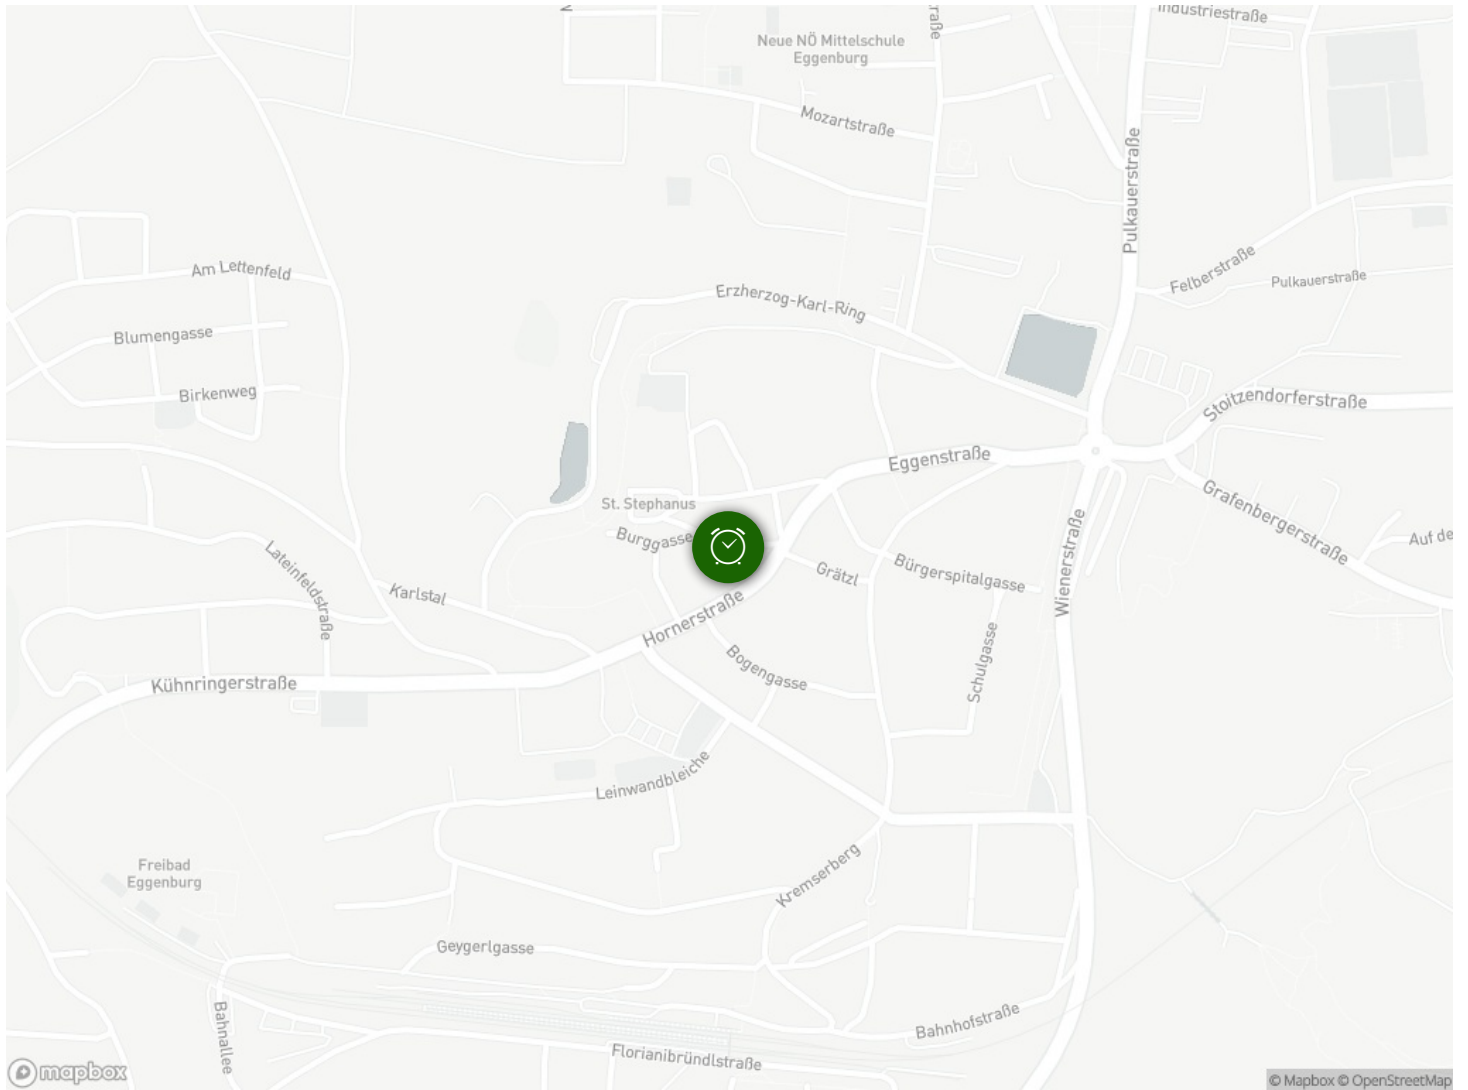 Industriestraße
Neue NÖ Mittelschule
Eggenburg
Mozartstraße
Pulkauerstraße
Am Lettenfeld
Felberstraße
Pulkauerstraße
Erzherzog-Karl-Ring
Blumengasse
Birkenweg
Stoitzendorferstraße
Eggenstraße
St. Stephanus
Grafenbergerstraße
Burggasse
Auf de
Lateinfeldstraße
Grätzl
Bürgerspitalgasse
Wienerstraße
Karlstal
Hornerstraße
Bogengasse
Schulgasse
Kühnringerstraße
Leinwandbleiche
Freibad
Eggenburg
Kremserberg
Geygerlgasse
Bahnallee
Bahnhofstraße
Florianibründlstraße
mapbox
© Mapbox © OpenStreetMap